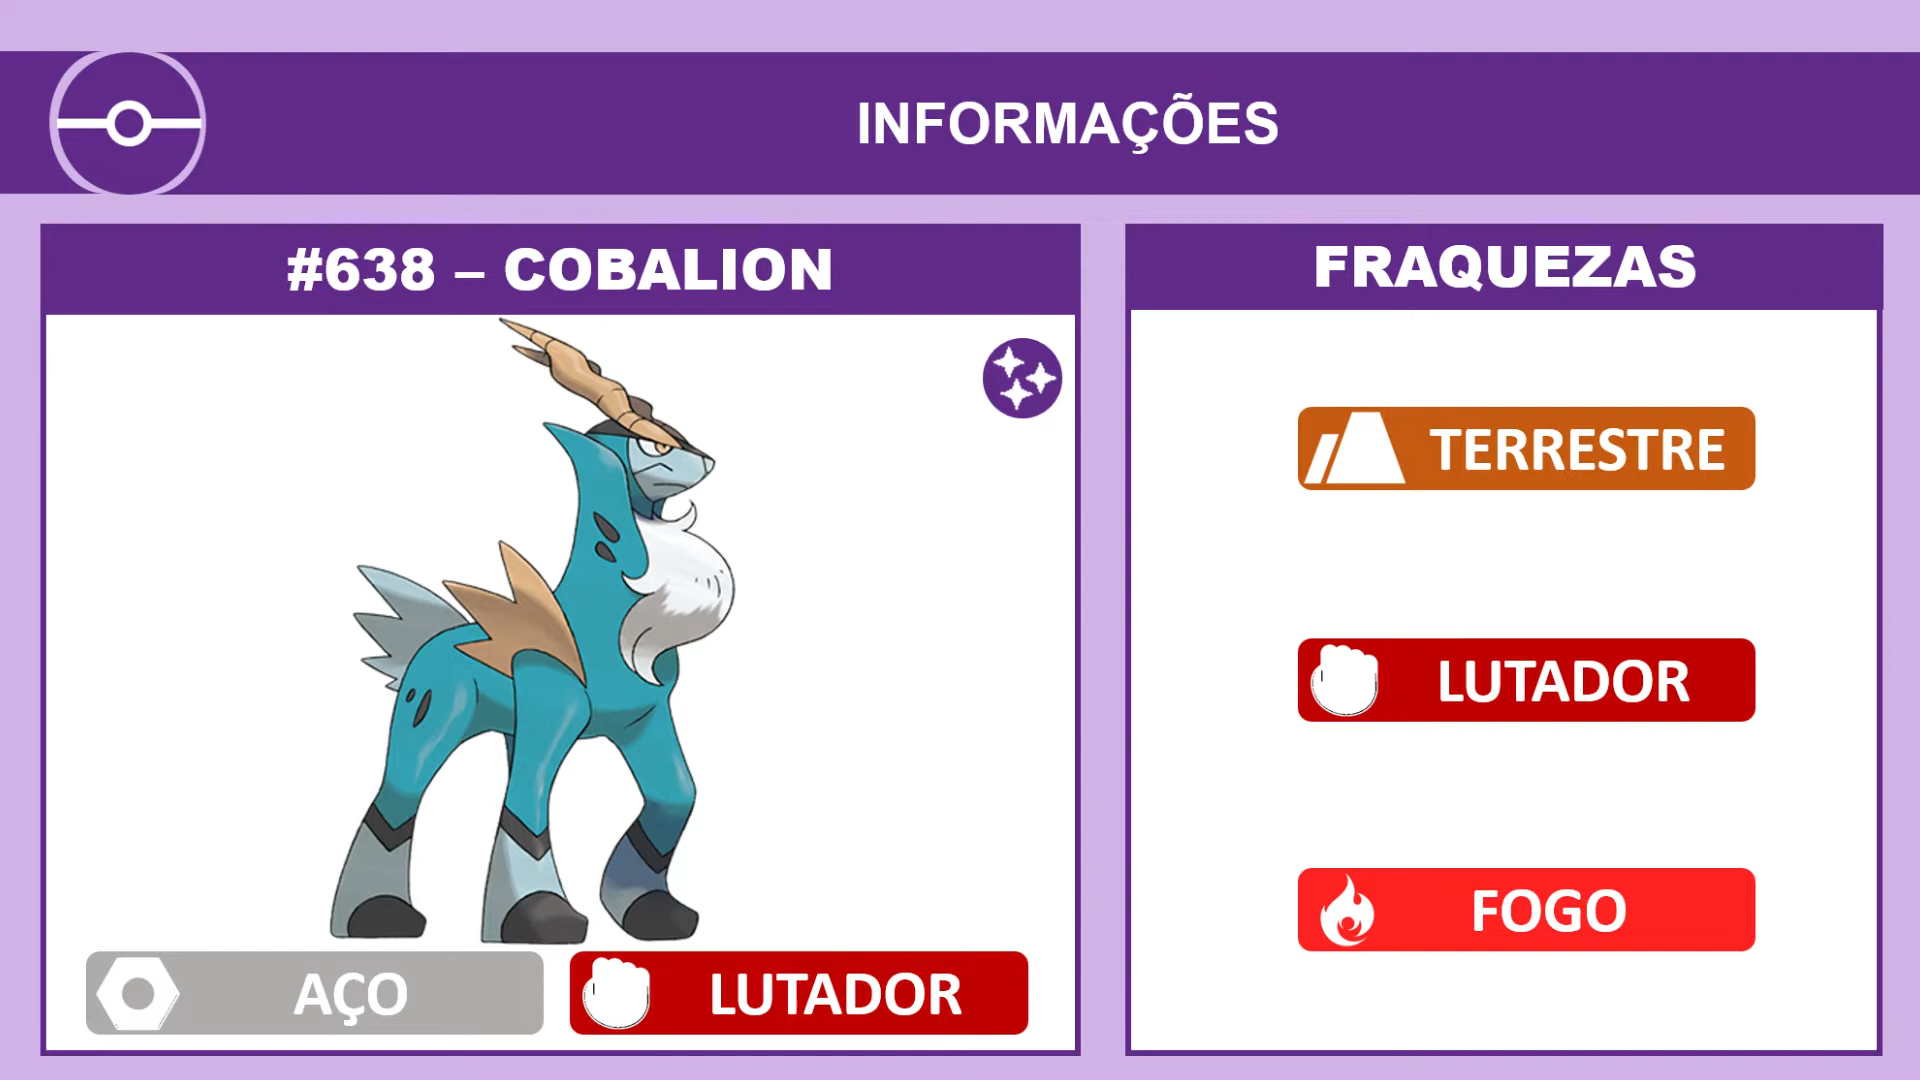 INFORMAÇÕES
#638 – COBALION
AÇO
LUTADOR
FRAQUEZAS
TERRESTRE
LUTADOR
FOGO